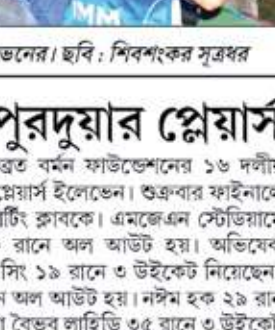 MM
ভনের। ছবি : শিবশংকর সূত্রধর
পুরদুয়ার প্লেয়ার্স
ব্রত বর্মন ফাউন্ডেশনের ১৬ দলীয়
প্লেয়ার্স ইলেভেন। শুক্রবার ফাইনালে
র্টিং ক্লাবকে। এমজেএন স্টেডিয়ামে
রানে অল আউট হয়। অভিষেক
সিং ১৯ রানে ৩ উইকেট নিয়েছেন।
ন অল আউট হয়। নঈম হক ২৯ রান
বৈভব লাহিড়ি ৩৫ রানে ৩ উইকেট